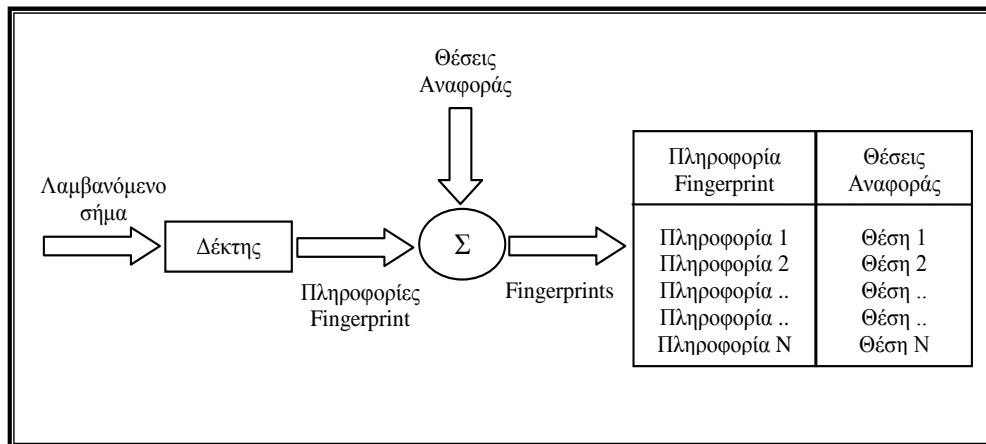 Θέσεις
Αναφοράς
Λαμβανόμενο
σήμα
Δέκτης
Πληροφορίες
Fingerprint
Σ
Fingerprints
Πληροφορία
Fingerprint
Θέσεις
Αναφοράς
Πληροφορία 1 Θέση 1
Πληροφορία 2 Θέση 2
Πληροφορία .. Θέση ..
Πληροφορία .. Θέση ..
Πληροφορία Ν Θέση Ν